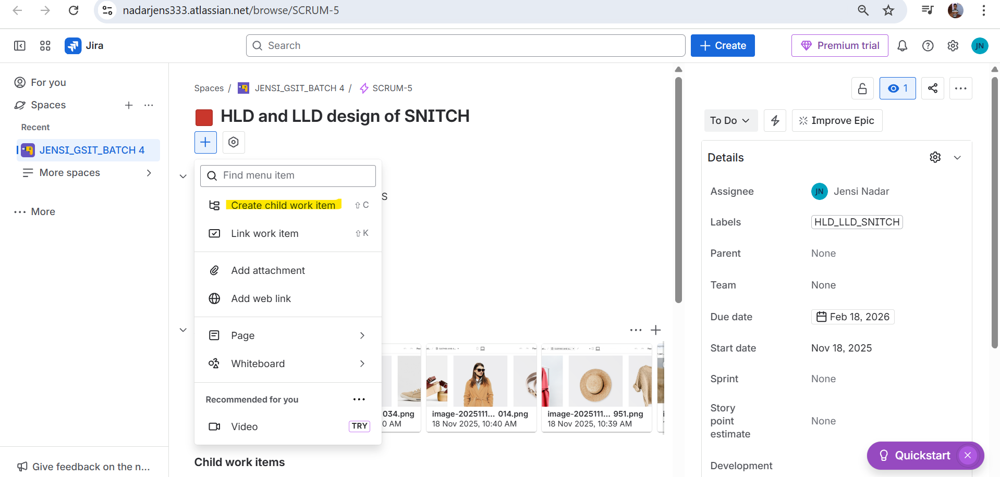 nadarjens333.atlassian.net/browse/SCRUM-5
Jira
Search
Create
Premium trial
JN
For you
Spaces
Recent
JENSI_GSIT_BATCH 4
More spaces
More
Give feedback on the n...
Spaces / JENSI_GSIT_BATCH 4 / SCRUM-5
HLD and LLD design of SNITCH
Find menu item
s
Create child work item ⇧ C
Link work item ⇧ K
Add attachment
Add web link
Page
Whiteboard
Recommended for you
Video TRY
034.png
0 AM
image-2025111... 014.png
18 Nov 2025, 10:40 AM
image-2025111... 951.png
18 Nov 2025, 10:39 AM
Child work items
1
To Do
Improve Epic
Details
Assignee JN Jensi Nadar
Labels HLD_LLD_SNITCH
Parent None
Team None
Due date Feb 18, 2026
Start date Nov 18, 2025
Sprint None
Story
point None
estimate
Development
Quickstart